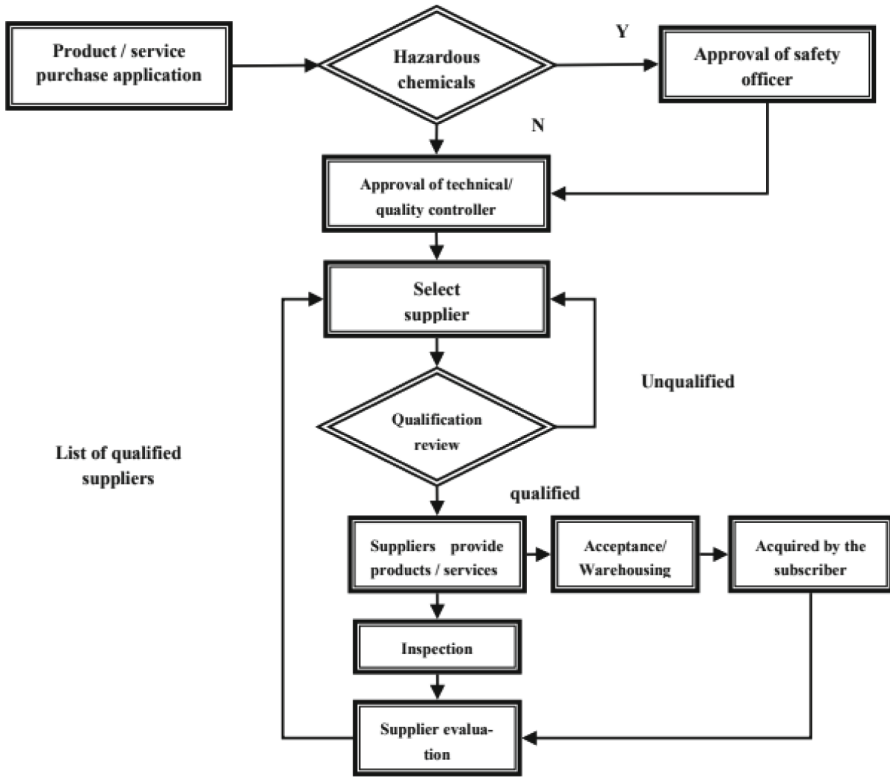 Product / service
purchase application
Hazardous
chemicals
Y
Approval of safety
officer
N
Approval of technical/
quality controller
Select
supplier
Unqualified
Qualification
review
List of qualified
suppliers
qualified
Suppliers provide
products / services
Acceptance/
Warehousing
Acquired by the
subscriber
Inspection
Supplier evalua-
tion